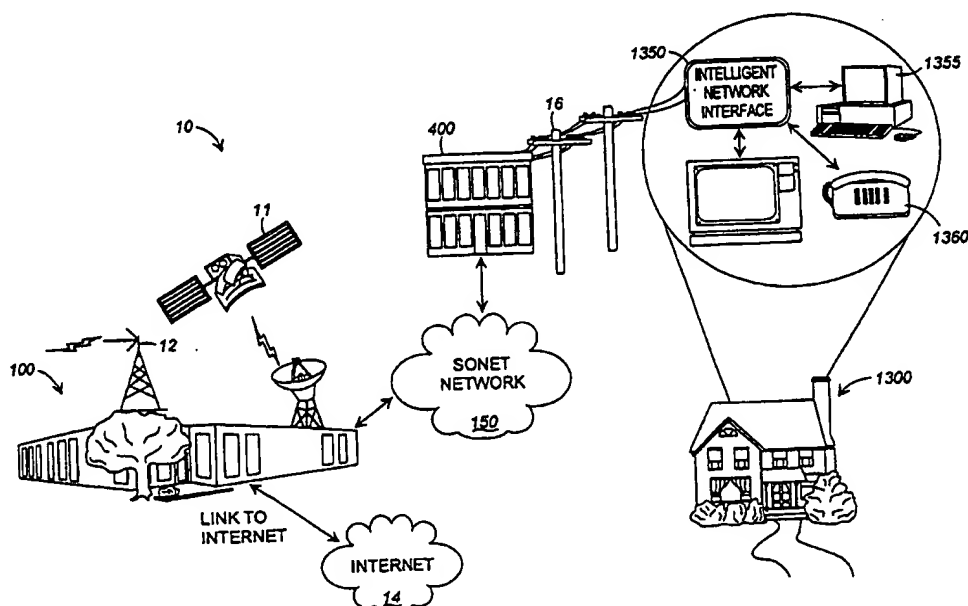 1350
INTELLIGENT
NETWORK
INTERFACE
1355
16
400
10
11
1360
12
100
SONET
NETWORK
150
1300
LINK TO
INTERNET
INTERNET
14